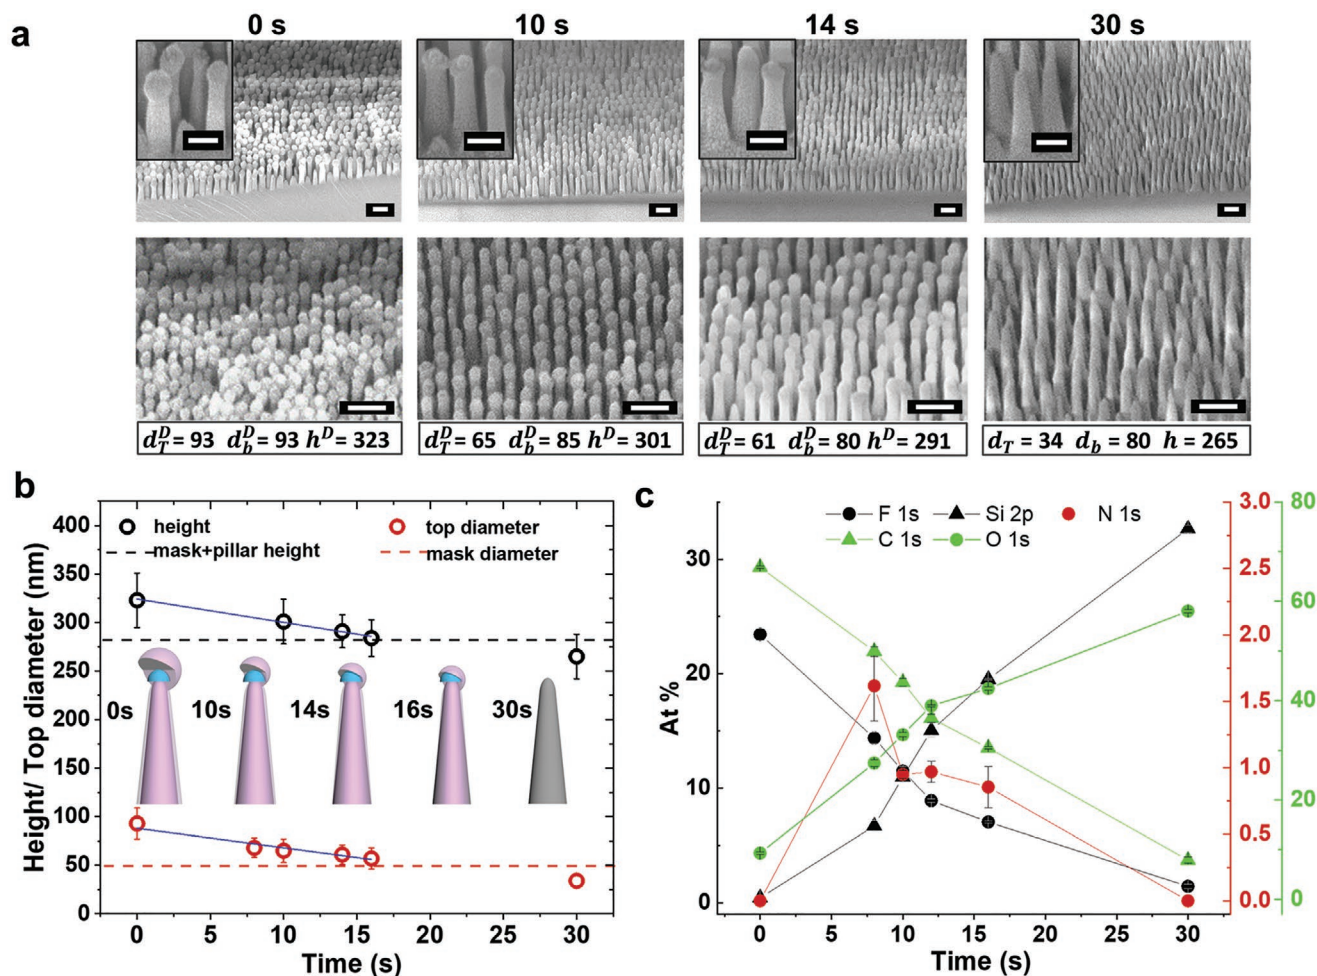 a
0 s 10 s 14 s 30 s
d_T^D = 93 d_b^D = 93 h^D = 323
d_T^D = 65 d_b^D = 85 h^D = 301
d_T^D = 61 d_b^D = 80 h^D = 291
d_T = 34 d_b = 80 h = 265
b
height
mask+pillar height
top diameter
mask diameter
Height/ Top diameter (nm)
400
350
300
250
200
150
100
50
0
0s 10s 14s 16s 30s
0 5 10 15 20 25 30
Time (s)
c
F 1s Si 2p N 1s
C 1s O 1s
At %
30
20
10
0
3.0
2.5
2.0
1.5
1.0
0.5
0.0
80
60
40
20
0
0 5 10 15 20 25 30
Time (s)